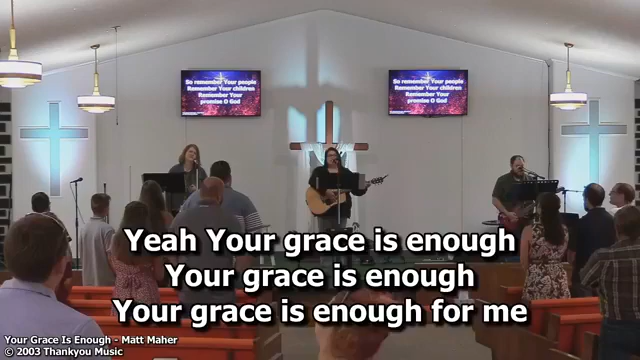 So remember Your people
Remember Your children
Remember Your
promise O God
So remember Your people
Remember Your children
Remember Your
promise O God
Yeah Your grace is enough
Your grace is enough
Your grace is enough for me
Your Grace Is Enough - Matt Maher
© 2003 Thankyou Music